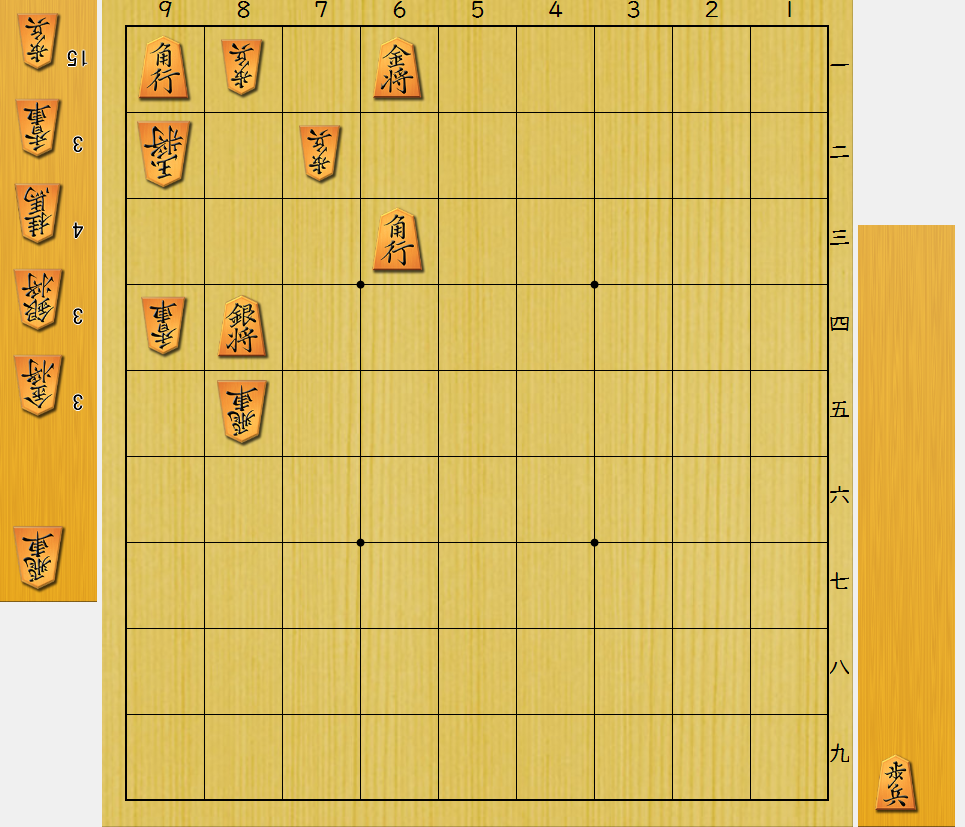 9 8 7 6 5 4 3 2 1
歩兵 15
香車 3
桂馬 4
銀将 3
金将 3
飛車
角行 歩兵 金将 一
玉将 歩兵 二
角行 三
香車 銀将 四
飛車 五
六
七
八
九
歩兵